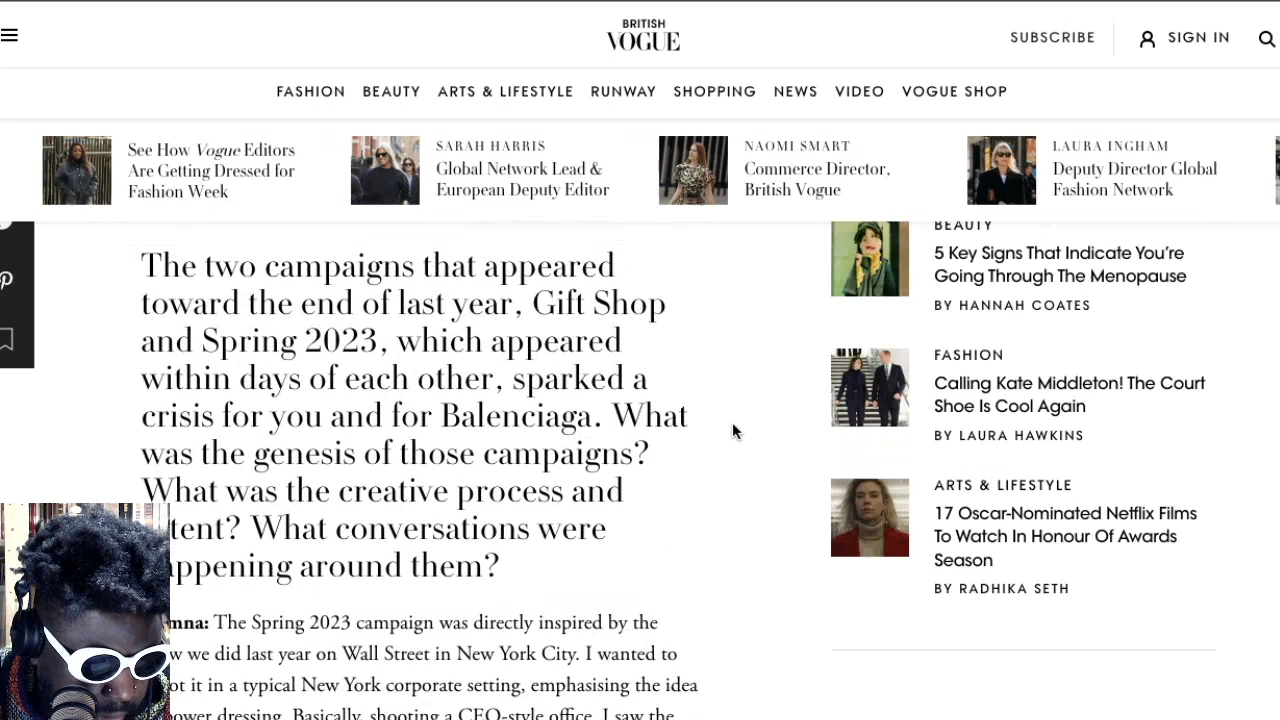 BRITISH
VOGUE
SUBSCRIBE
SIGN IN
FASHION BEAUTY ARTS & LIFESTYLE RUNWAY SHOPPING NEWS VIDEO VOGUE SHOP
See How Vogue Editors
Are Getting Dressed for
Fashion Week
SARAH HARRIS
Global Network Lead &
European Deputy Editor
NAOMI SMART
Commerce Director,
British Vogue
LAURA INGHAM
Deputy Director Global
Fashion Network
The two campaigns that appeared
toward the end of last year, Gift Shop
and Spring 2023, which appeared
within days of each other, sparked a
crisis for you and for Balenciaga. What
was the genesis of those campaigns?
What was the creative process and
tent? What conversations were
appening around them?
mna: The Spring 2023 campaign was directly inspired by the
w we did last year on Wall Street in New York City. I wanted to
ot it in a typical New York corporate setting, emphasising the idea
power dressing. Basically, shooting a CEO-style office. I saw the
BEAUTY
5 Key Signs That Indicate You're
Going Through The Menopause
BY HANNAH COATES
FASHION
Calling Kate Middleton! The Court
Shoe Is Cool Again
BY LAURA HAWKINS
ARTS & LIFESTYLE
17 Oscar-Nominated Netflix Films
To Watch In Honour Of Awards
Season
BY RADHIKA SETH